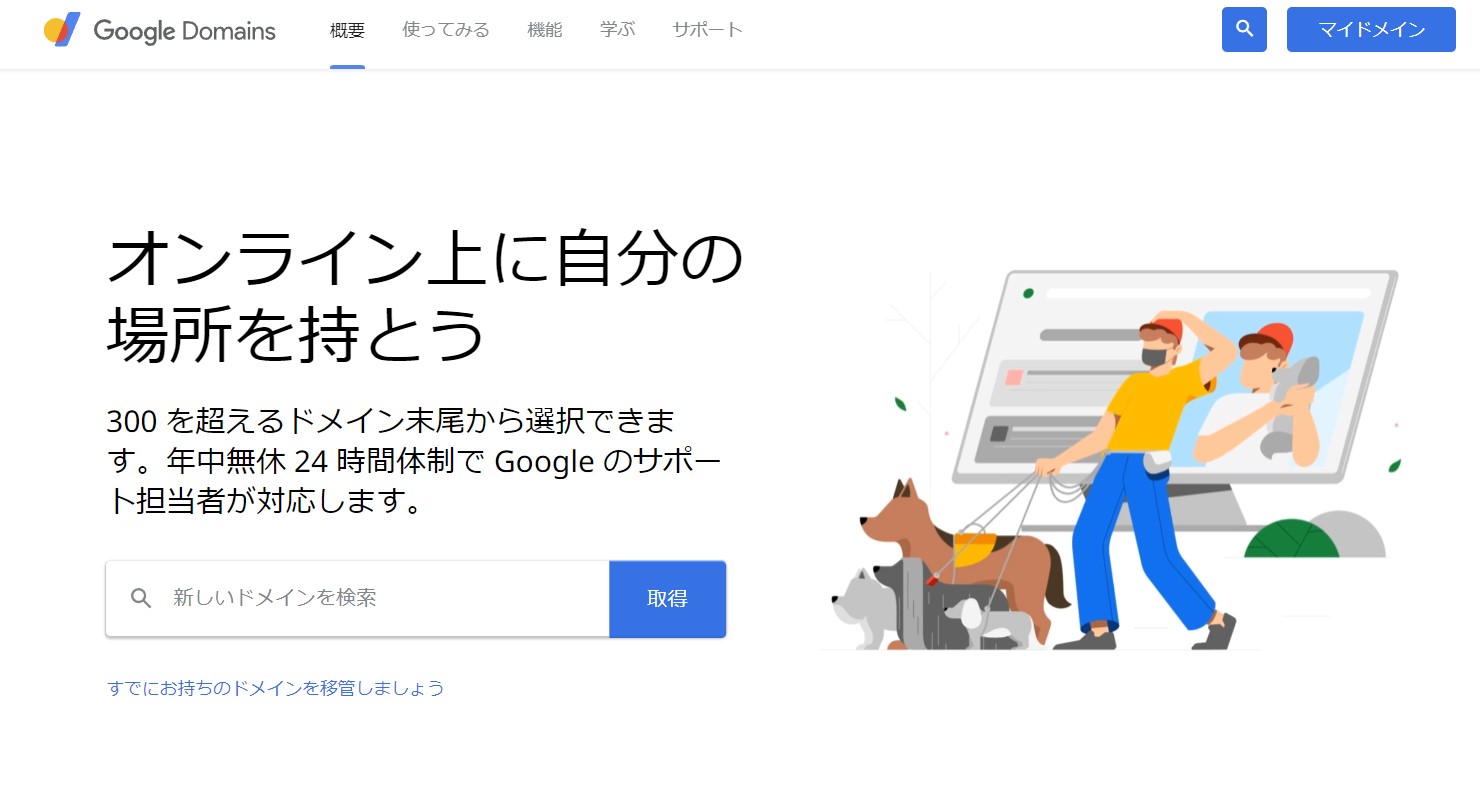 Google Domains
概要
使ってみる
機能
学ぶ
サポート
マイドメイン
オンライン上に自分の
場所を持とう
300 を超えるドメイン末尾から選択できま
す。年中無休 24 時間体制で Google のサポー
ト担当者が対応します。
新しいドメインを検索
取得
すでにお持ちのドメインを移管しましょう